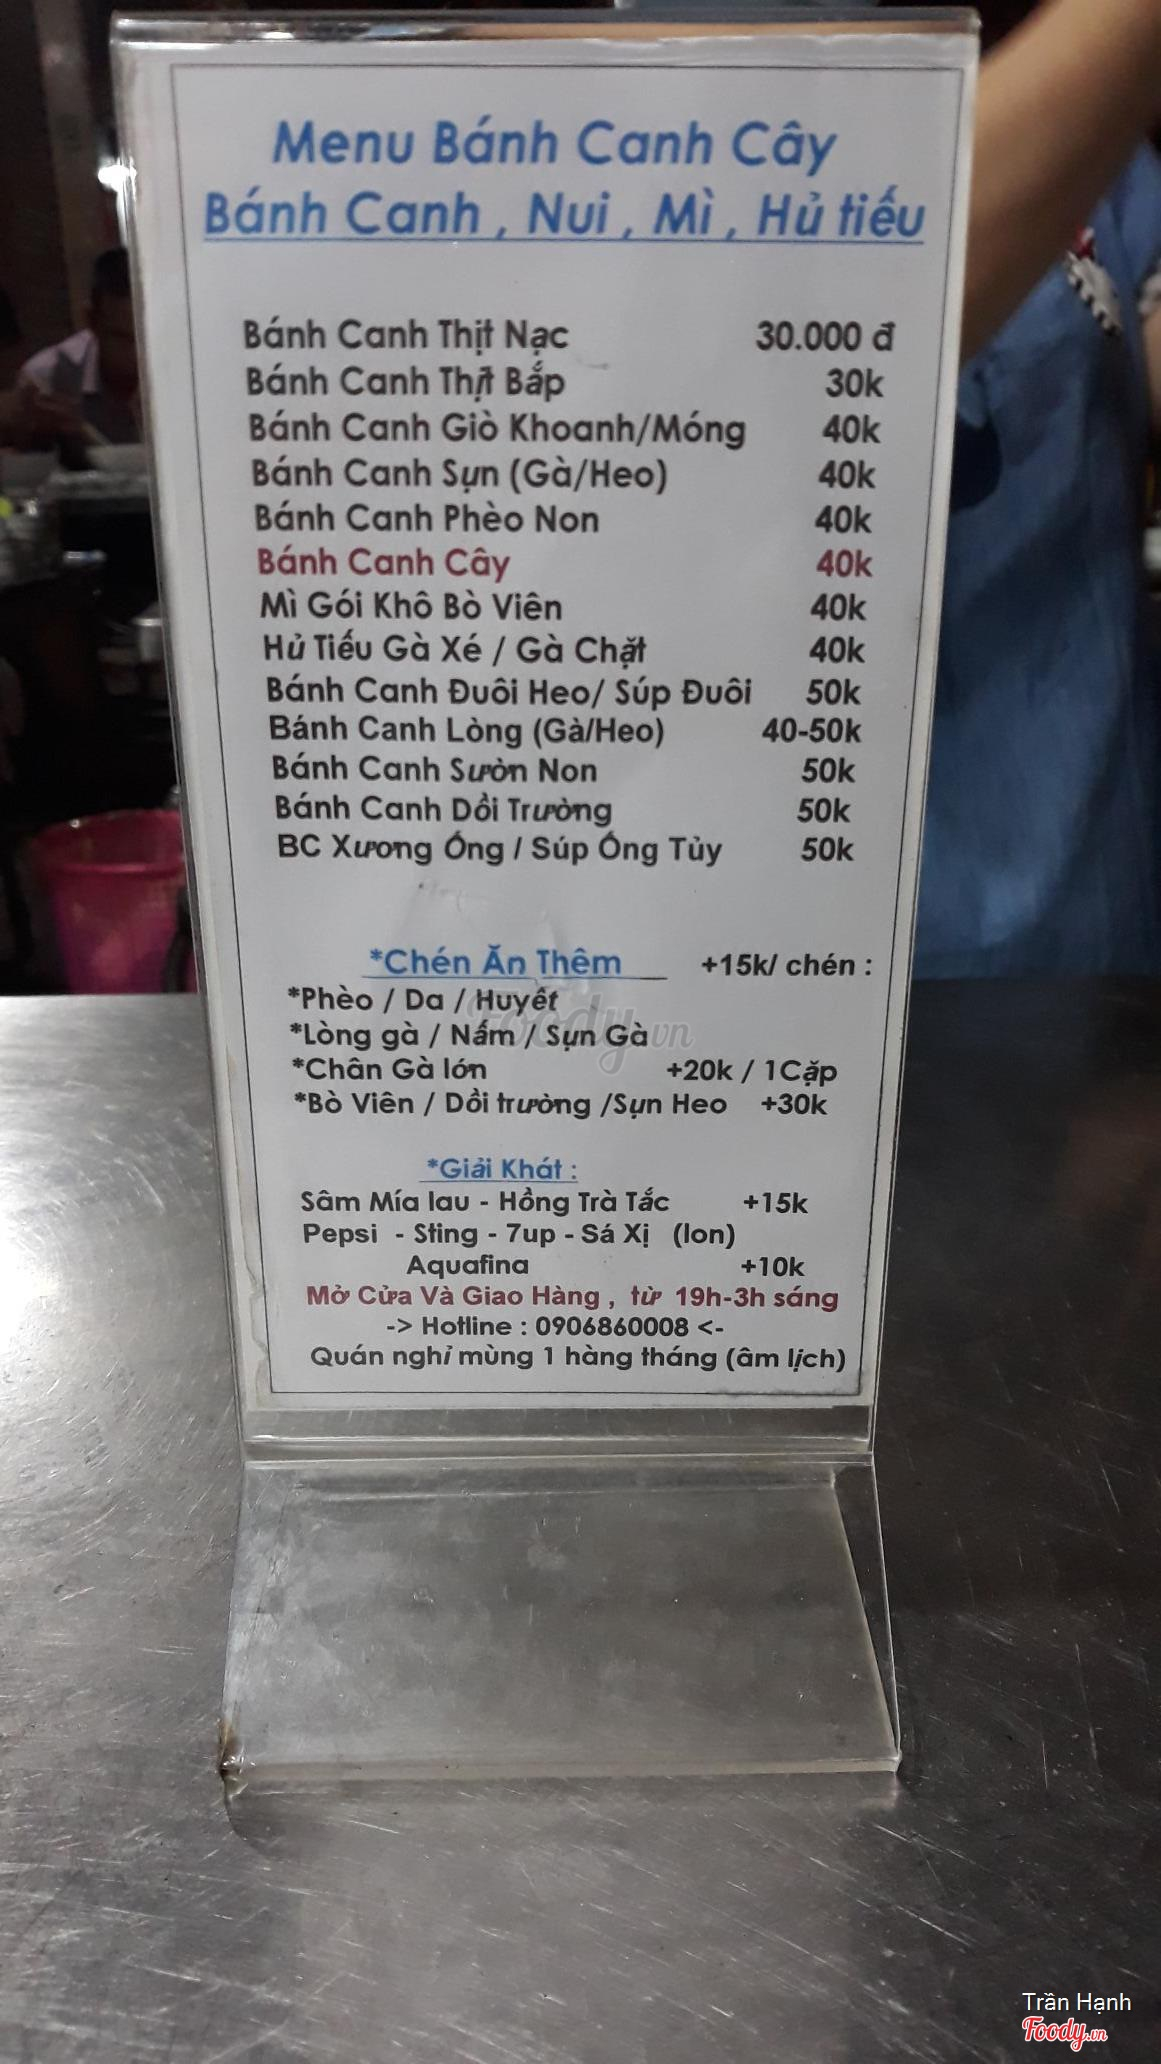 Menu Bánh Canh Cây
Bánh Canh , Nui , Mì , Hủ tiếu
Bánh Canh Thịt Nạc 30.000 đ
Bánh Canh Thịt Bắp 30k
Bánh Canh Giò Khoanh/Móng 40k
Bánh Canh Sụn (Gà/Heo) 40k
Bánh Canh Phèo Non 40k
Bánh Canh Cây 40k
Mì Gói Khô Bò Viên 40k
Hủ Tiếu Gà Xé / Gà Chặt 40k
Bánh Canh Đuôi Heo/ Súp Đuôi 50k
Bánh Canh Lòng (Gà/Heo) 40-50k
Bánh Canh Sườn Non 50k
Bánh Canh Dồi Trường 50k
BC Xương Ống / Súp Ống Tủy 50k
*Chén Ăn Thêm +15k/ chén :
*Phèo / Da / Huyết
*Lòng gà / Nấm / Sụn Gà
*Chân Gà lớn +20k / 1Cặp
*Bò Viên / Dồi trường /Sụn Heo +30k
*Giải Khát :
Sâm Mía lau - Hồng Trà Tắc +15k
Pepsi - Sting - 7up - Sá Xị (lon)
Aquafina +10k
Mở Cửa Và Giao Hàng , từ 19h-3h sáng
-> Hotline : 0906860008 <-
Quán nghỉ mùng 1 hàng tháng (âm lịch)
Foody.vn
Trần Hạnh
Foody.vn